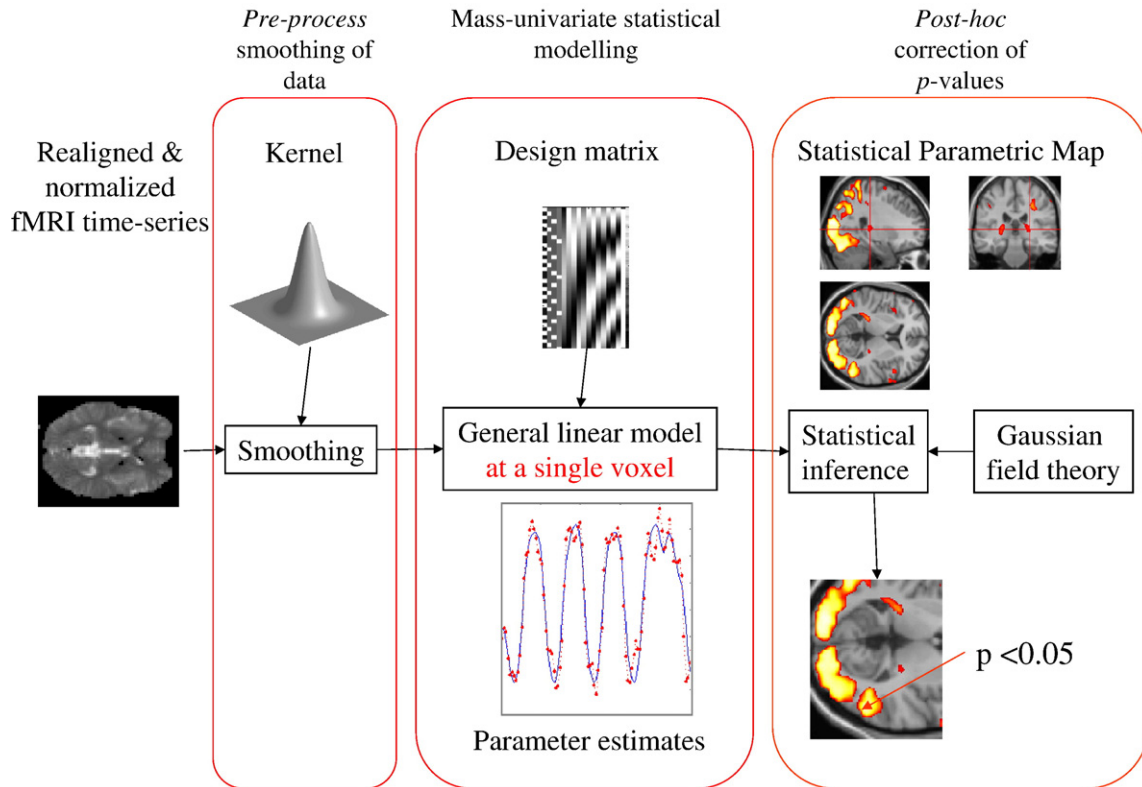 Pre-process
smoothing of
data
Mass-univariate statistical
modelling
Post-hoc
correction of
p-values
Realigned &
normalized
fMRI time-series
Kernel
Design matrix
Statistical Parametric Map
Smoothing
General linear model
at a single voxel
Statistical
inference
Gaussian
field theory
p <0.05
Parameter estimates